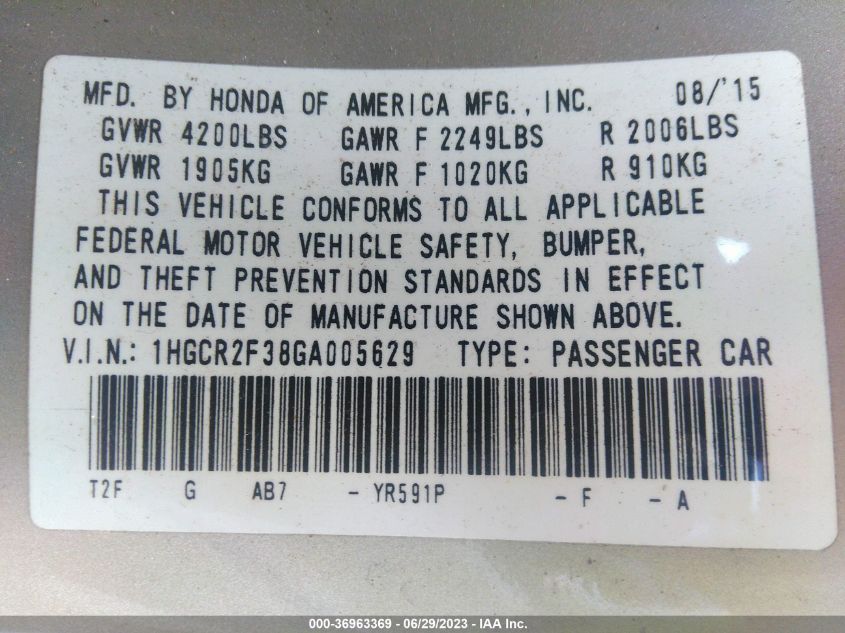 MFD. BY HONDA OF AMERICA MFG., INC. 08/'15
GVWR 4200LBS GAWR F 2249LBS R 2006LBS
GVWR 1905KG GAWR F 1020KG R 910KG
THIS VEHICLE CONFORMS TO ALL APPLICABLE
FEDERAL MOTOR VEHICLE SAFETY, BUMPER,
AND THEFT PREVENTION STANDARDS IN EFFECT
ON THE DATE OF MANUFACTURE SHOWN ABOVE.
V.I.N.: 1HGCR2F38GA005629 TYPE: PASSENGER CAR
T2F G AB7 - YR591P - F - A
000-36963369 - 06/29/2023 - IAA Inc.